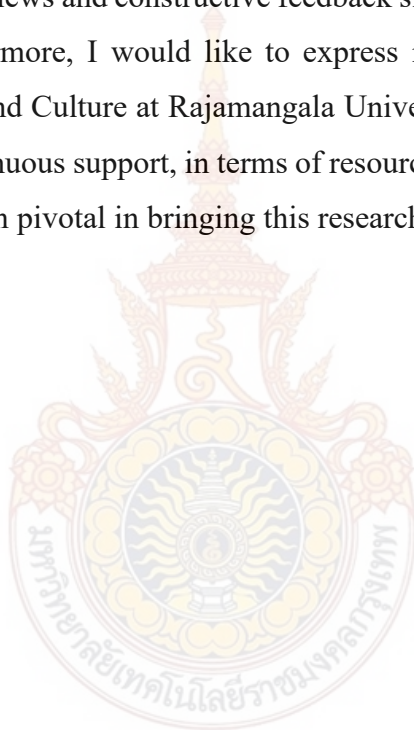 and constructive feedback
more, I would like to express
nd Culture at Rajamangala Unive
nuous support, in terms of resourc
n pivotal in bringing this research
มหาวิทยาลัยเทคโนโลยีราชมงคลกรุงเทพ